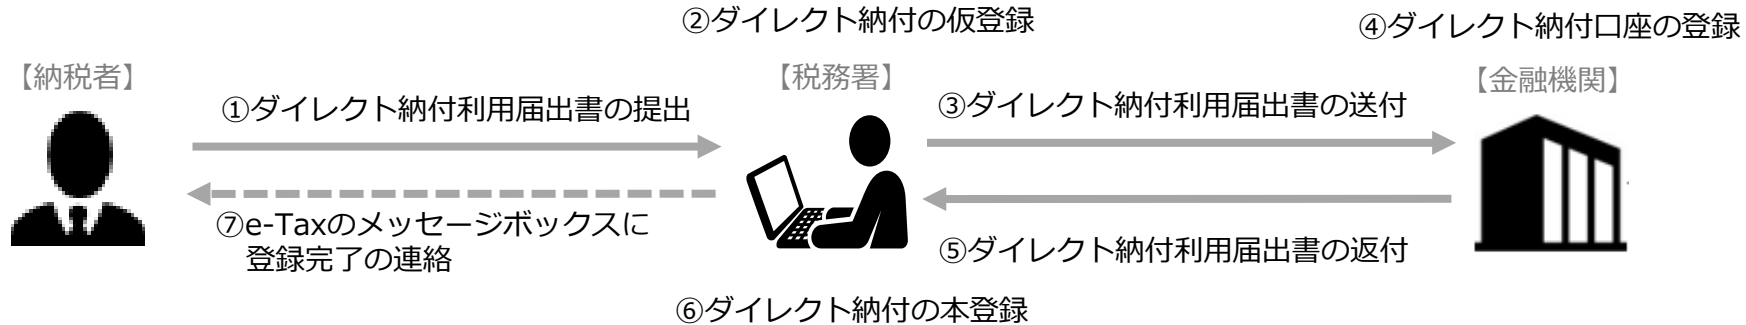 ②ダイレクト納付の仮登録
④ダイレクト納付口座の登録
【納税者】
【税務署】
【金融機関】
①ダイレクト納付利用届出書の提出
③ダイレクト納付利用届出書の送付
⑦e-Taxのメッセージボックスに
登録完了の連絡
⑤ダイレクト納付利用届出書の返付
⑥ダイレクト納付の本登録